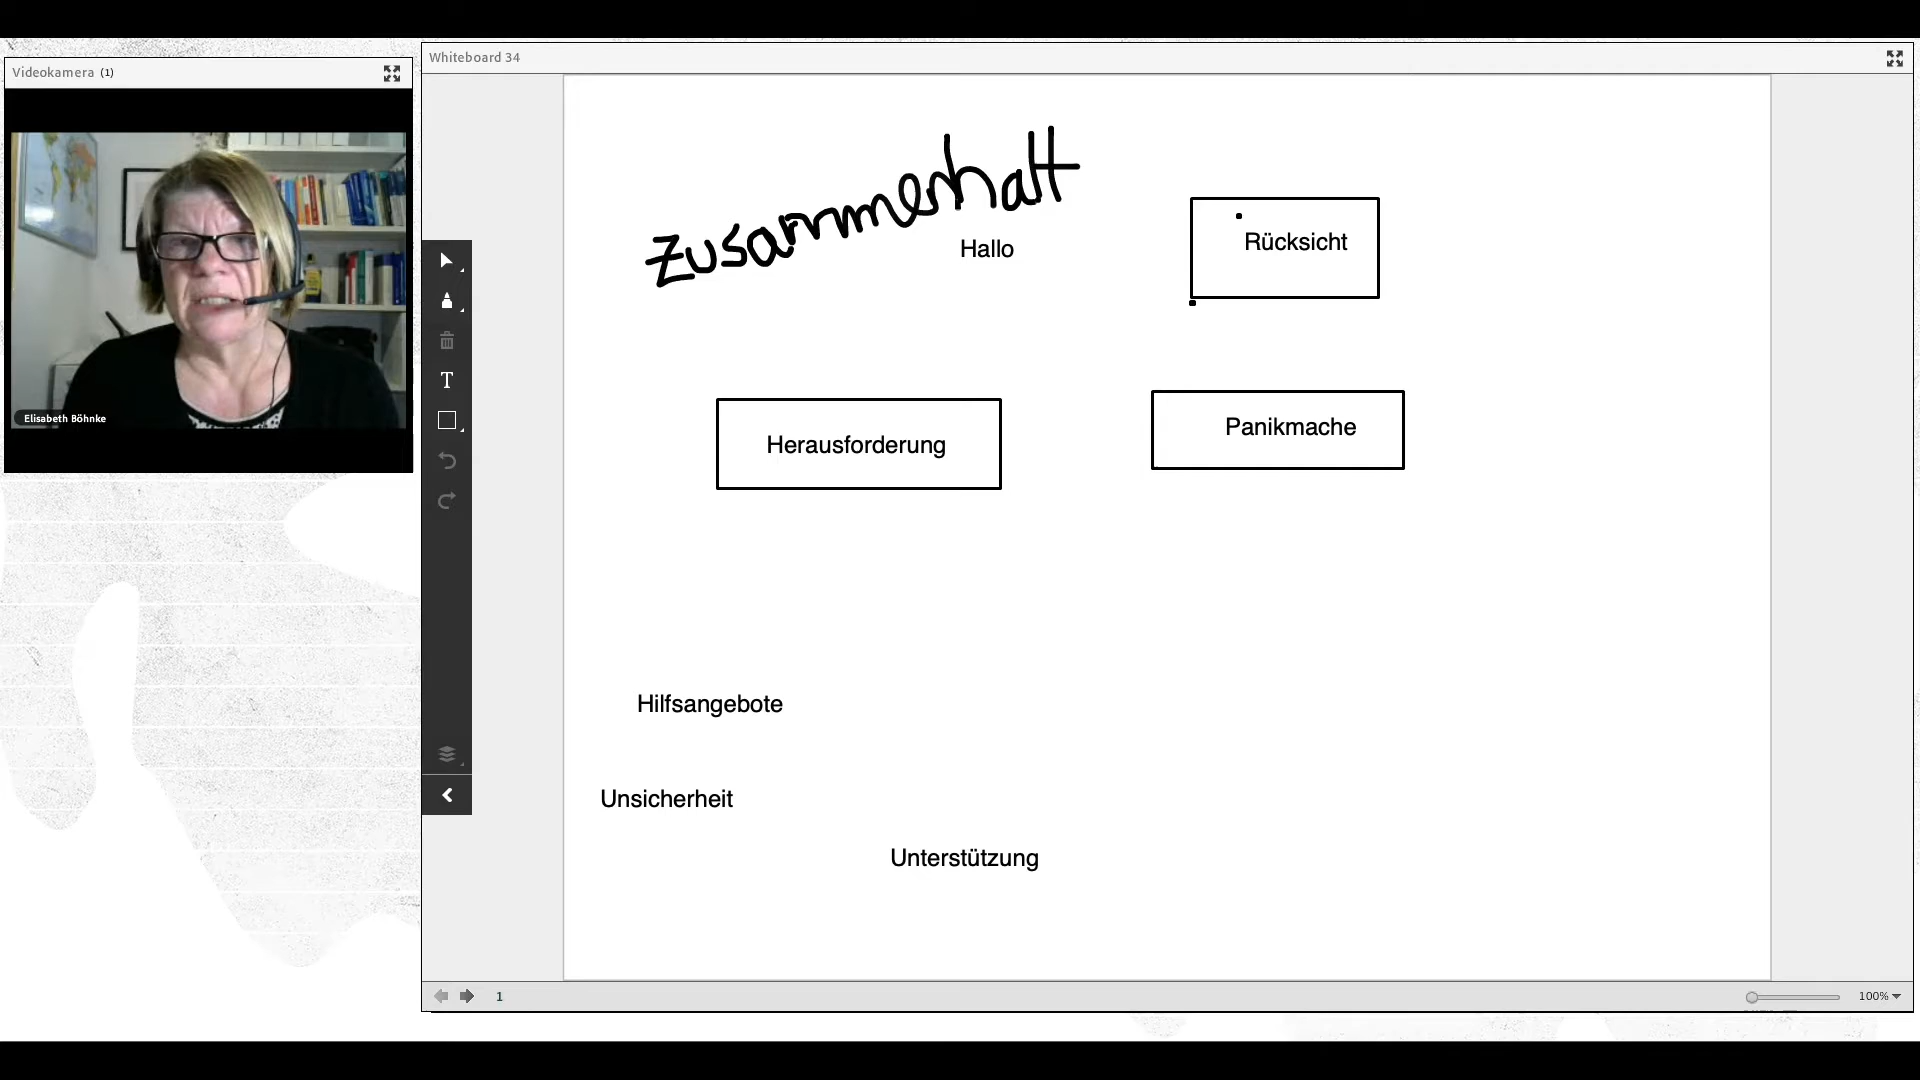 Videokamera (1)
Elisabeth Böhnke
Whiteboard 34
Zusammenhalt
Hallo
Rücksicht
Herausforderung
Panikmache
Hilfsangebote
Unsicherheit
Unterstützung
T
1
100%